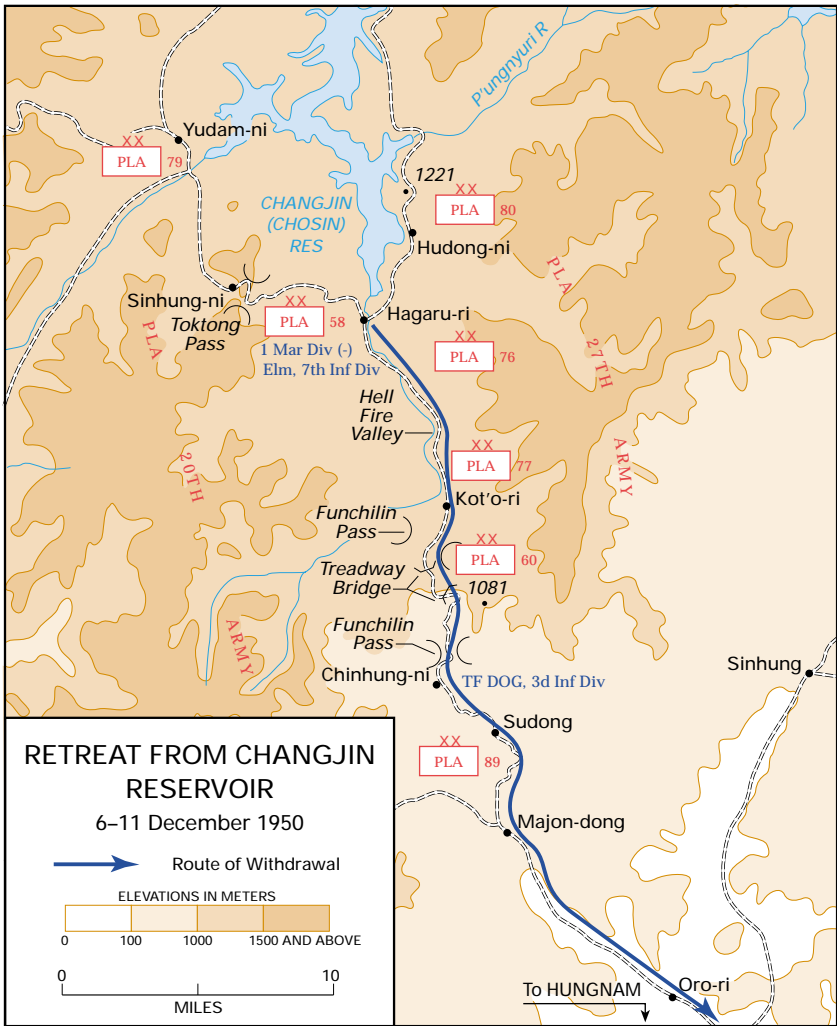 P'ungnyuri R
Yudam-ni
XX
PLA 79
1221
XX
PLA 80
CHANGJIN
(CHOSIN)
RES
Hudong-ni
PLA
27TH
ARMY
Sinhung-ni
Toktong
Pass
XX
PLA 58
Hagaru-ri
PLA
20TH
ARMY
1 Mar Div (-)
Elm, 7th Inf Div
XX
PLA 76
Hell
Fire
Valley
XX
PLA 77
Kot'o-ri
Funchilin
Pass
XX
PLA 60
Treadway
Bridge
1081
Funchilin
Pass
Sinhung
Chinhung-ni
TF DOG, 3d Inf Div
Sudong
XX
PLA 89
Majon-dong
Oro-ri
To HUNGNAM
RETREAT FROM CHANGJIN
RESERVOIR
6–11 December 1950
Route of Withdrawal
ELEVATIONS IN METERS
0 100 1000 1500 AND ABOVE
0 10
MILES